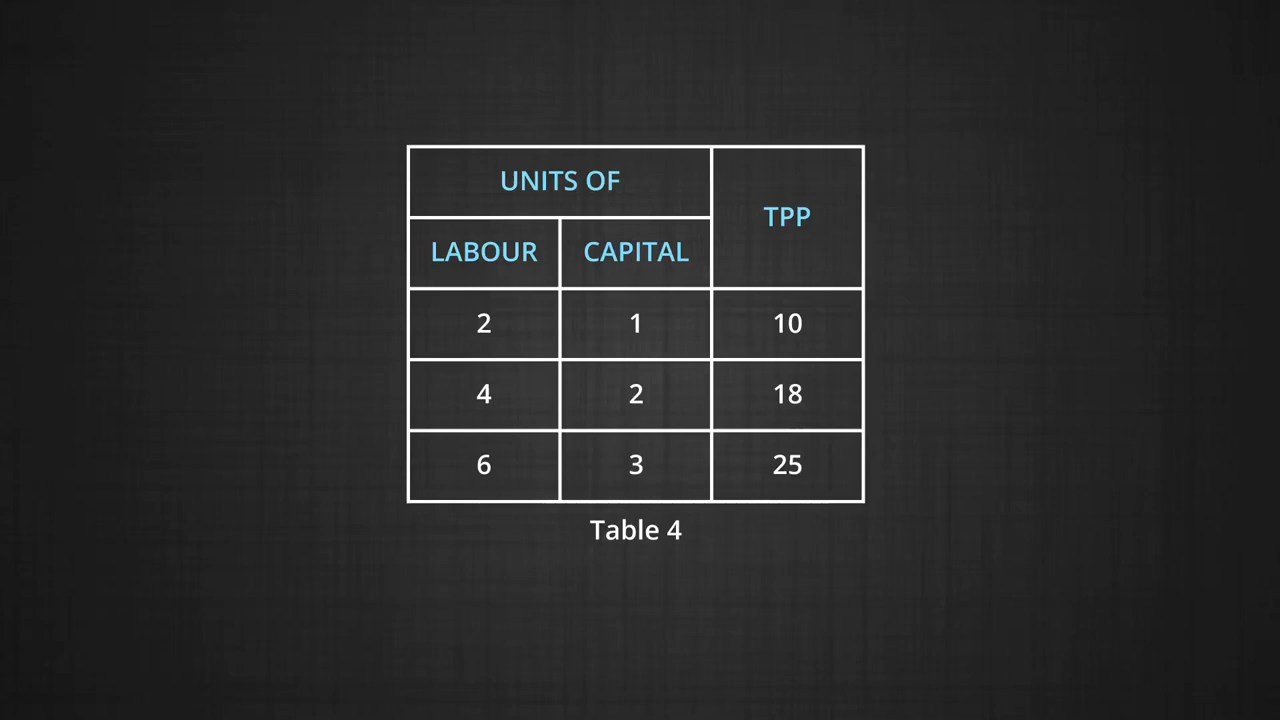 UNITS OF
TPP
LABOUR CAPITAL
2 1 10
4 2 18
6 3 25
Table 4